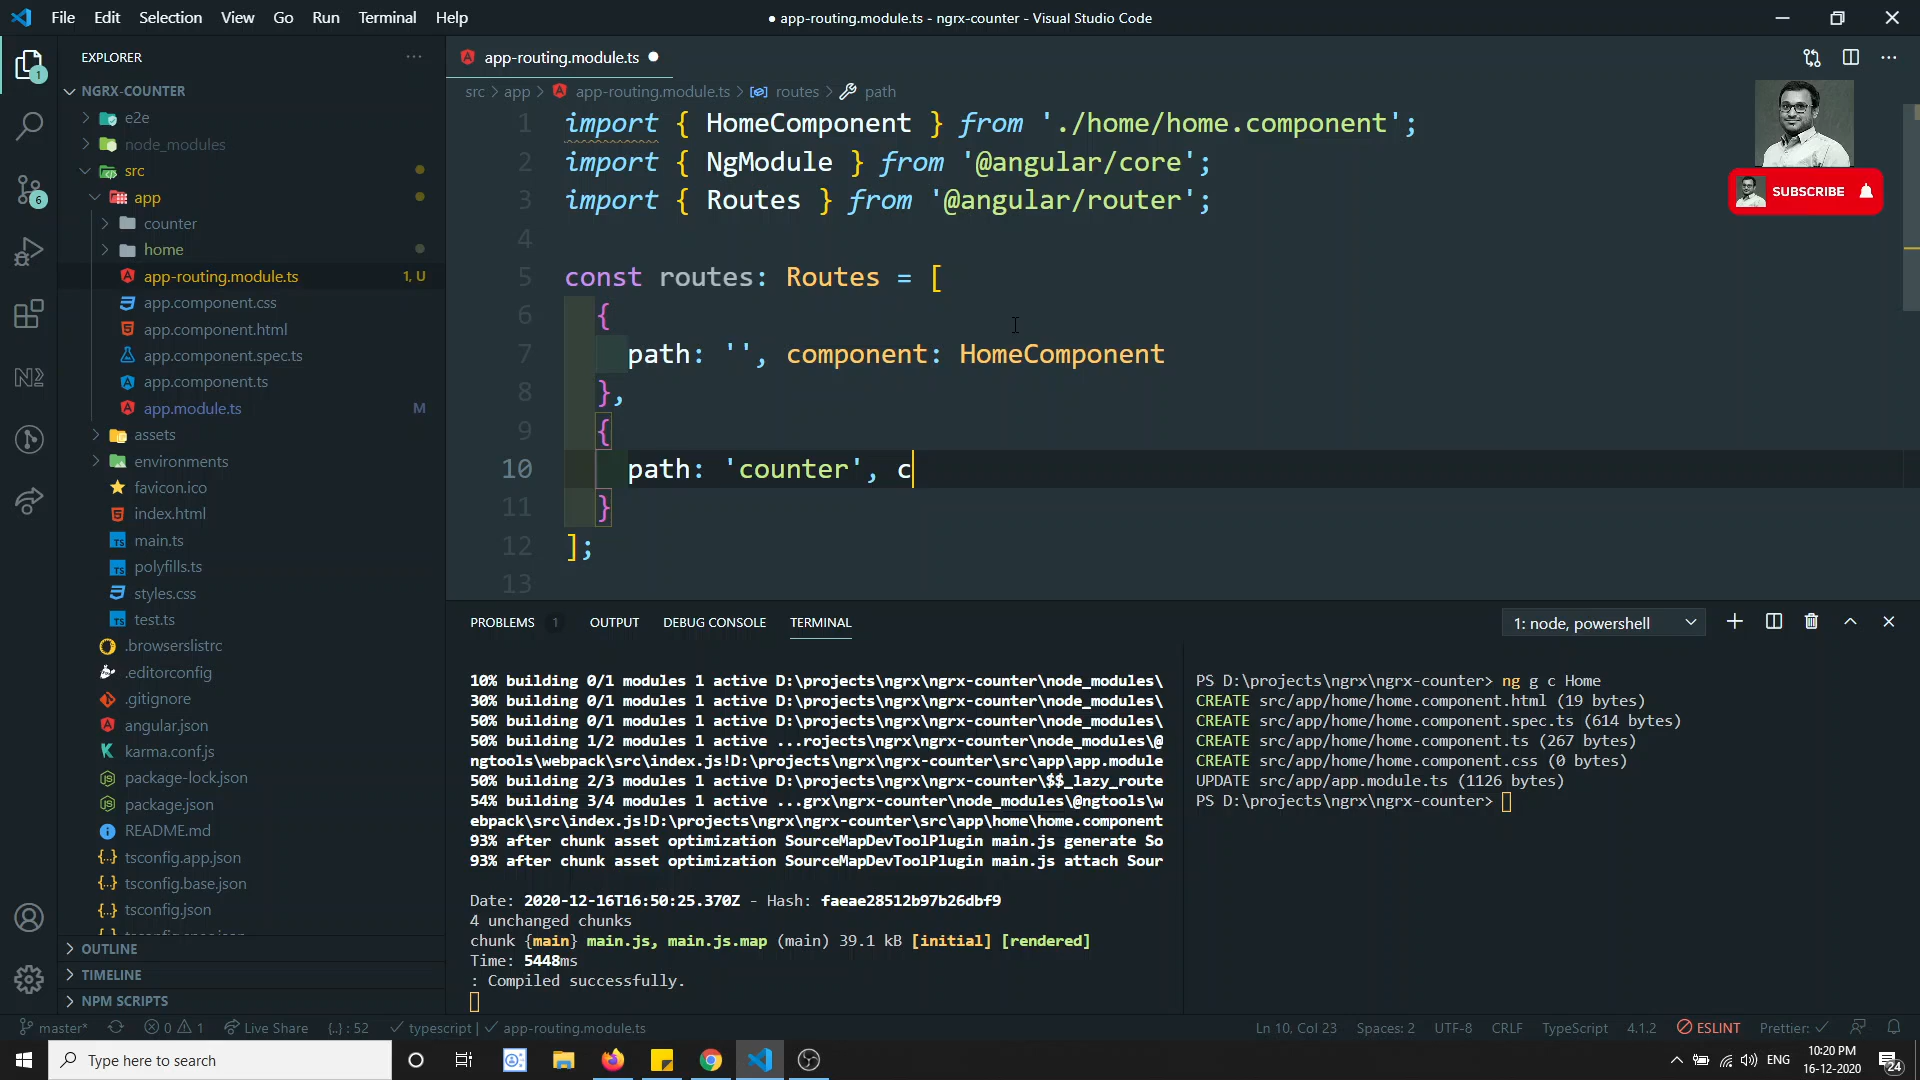 File Edit Selection View Go Run Terminal Help
● app-routing.module.ts - ngrx-counter - Visual Studio Code
EXPLORER
NGRX-COUNTER
e2e
node_modules
src
app
counter
home
app-routing.module.ts 1, U
app.component.css
app.component.html
app.component.spec.ts
app.component.ts
app.module.ts M
assets
environments
favicon.ico
index.html
main.ts
polyfills.ts
styles.css
test.ts
.browserslistrc
.editorconfig
.gitignore
angular.json
karma.conf.js
package-lock.json
package.json
README.md
tsconfig.app.json
tsconfig.base.json
tsconfig.json
OUTLINE
TIMELINE
NPM SCRIPTS
1
6
app-routing.module.ts
src > app > app-routing.module.ts > routes > path
SUBSCRIBE
1 import { HomeComponent } from './home/home.component';
2 import { NgModule } from '@angular/core';
3 import { Routes } from '@angular/router';
4
5 const routes: Routes = [
6 {
7 path: '', component: HomeComponent
8 },
9 {
10 path: 'counter', c
11 }
12 ];
13
PROBLEMS 1 OUTPUT DEBUG CONSOLE TERMINAL
1: node, powershell
10% building 0/1 modules 1 active D:\projects\ngrx\ngrx-counter\node_modules\
30% building 0/1 modules 1 active D:\projects\ngrx\ngrx-counter\node_modules\
50% building 0/1 modules 1 active D:\projects\ngrx\ngrx-counter\node_modules\
50% building 1/2 modules 1 active ...rojects\ngrx\ngrx-counter\node_modules\@
ngtools\webpack\src\index.js!D:\projects\ngrx\ngrx-counter\src\app\app.module
50% building 2/3 modules 1 active D:\projects\ngrx\ngrx-counter\$$_lazy_route
54% building 3/4 modules 1 active ...grx\ngrx-counter\node_modules\@ngtools\w
ebpack\src\index.js!D:\projects\ngrx\ngrx-counter\src\app\home\home.component
93% after chunk asset optimization SourceMapDevToolPlugin main.js generate So
93% after chunk asset optimization SourceMapDevToolPlugin main.js attach Sour
Date: 2020-12-16T16:50:25.370Z - Hash: faeae28512b97b26dbf9
4 unchanged chunks
chunk {main} main.js, main.js.map (main) 39.1 kB [initial] [rendered]
Time: 5448ms
: Compiled successfully.
PS D:\projects\ngrx\ngrx-counter> ng g c Home
CREATE src/app/home/home.component.html (19 bytes)
CREATE src/app/home/home.component.spec.ts (614 bytes)
CREATE src/app/home/home.component.ts (267 bytes)
CREATE src/app/home/home.component.css (0 bytes)
UPDATE src/app/app.module.ts (1126 bytes)
PS D:\projects\ngrx\ngrx-counter>
master* 0 1 Live Share {..} : 52 typescript | app-routing.module.ts
Ln 10, Col 23 Spaces: 2 UTF-8 CRLF TypeScript 4.1.2 ESLINT Prettier:
Type here to search
ENG
10:20 PM
16-12-2020
24